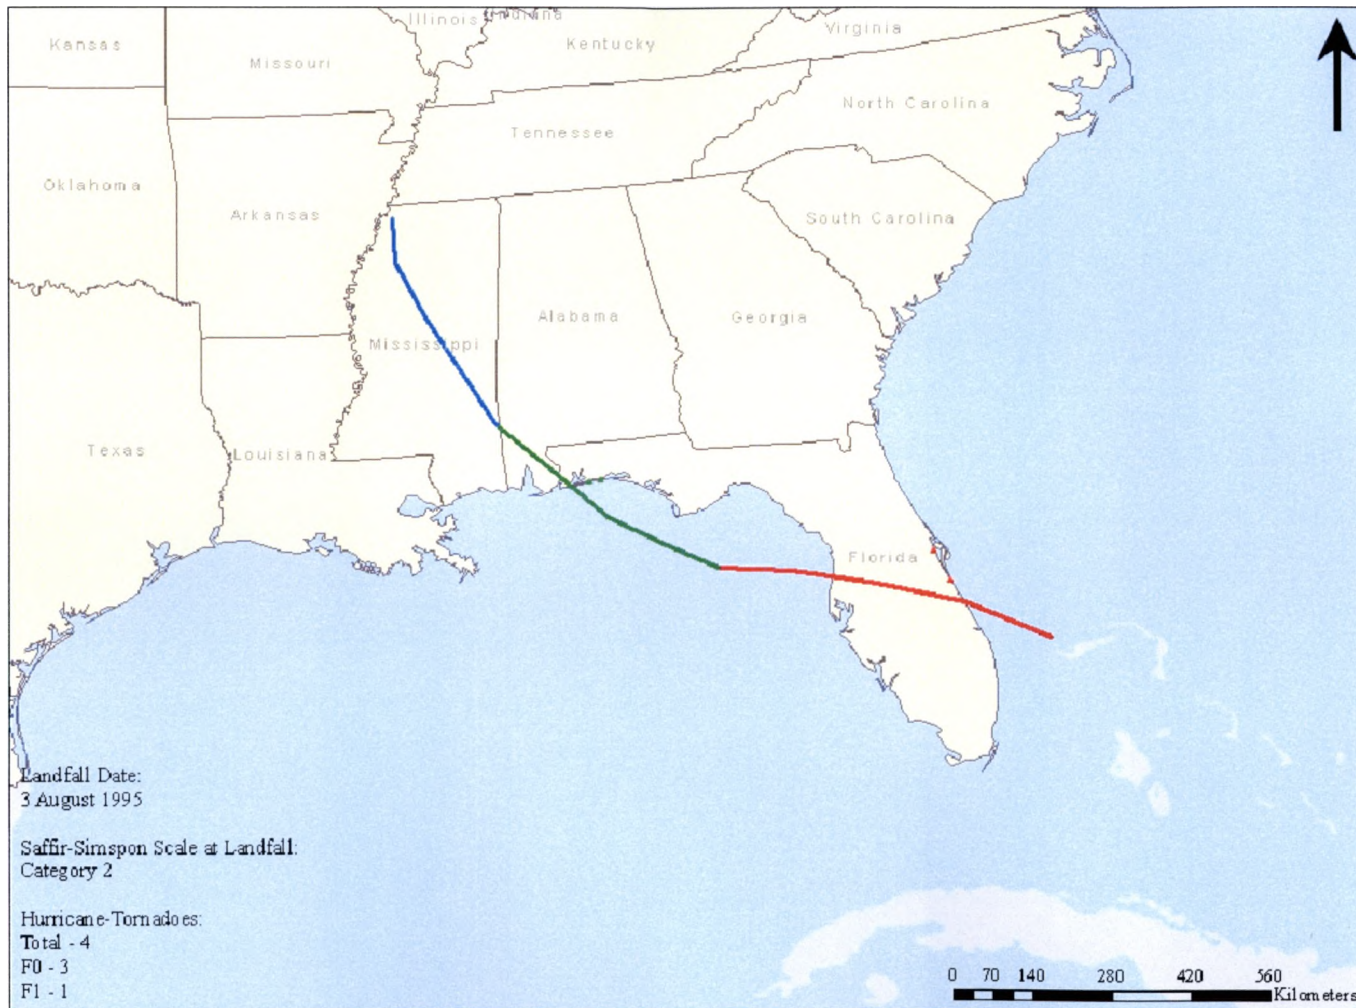 Illinois
Indiana
Virginia
Kansas
Kentucky
Missouri
North Carolina
Tennessee
Oklahoma
Arkansas
South Carolina
Alabama
Georgia
Mississippi
Texas
Louisiana
Florida
Landfall Date:
3 August 1995
Saffir-Simspon Scale at Landfall:
Category 2
Hurricane-Tornadoes:
Total - 4
F0 - 3
F1 - 1
0 70 140 280 420 560
Kilometers